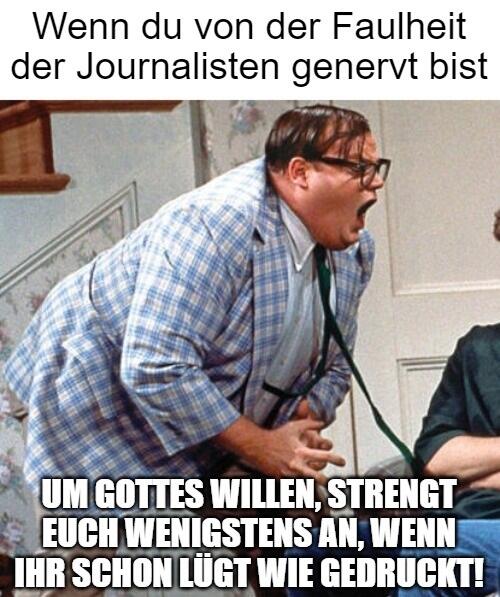 Wenn du von der Faulheit
der Journalisten genervt bist
UM GOTTES WILLEN, STRENGT
EUCH WENIGSTENS AN, WENN
IHR SCHON LÜGT WIE GEDRUCKT!